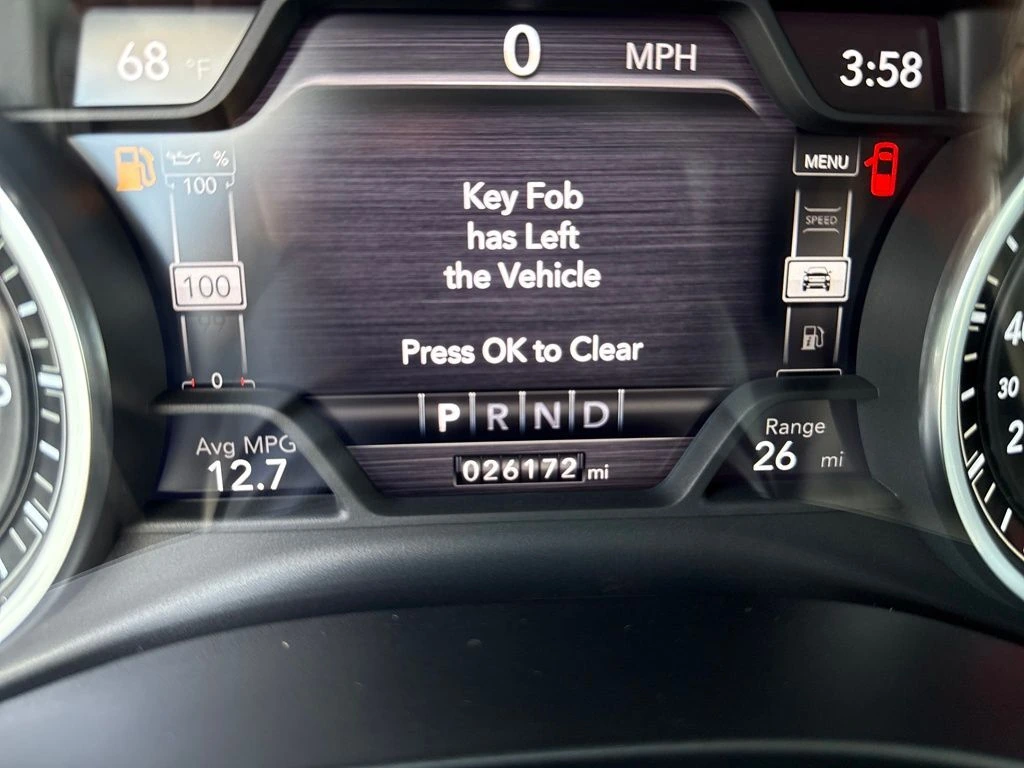 68 °F
0 MPH
3:58
%
100
100
0
Key Fob
has Left
the Vehicle
Press OK to Clear
MENU
SPEED
P R N D
Avg MPG
12.7
026172 mi
Range
26 mi
30